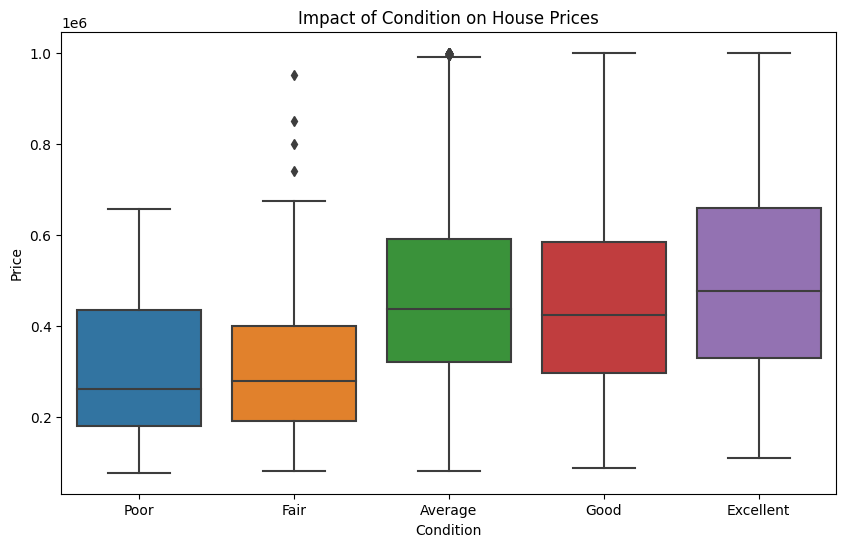 Impact of Condition on House Prices
1e6
1.0
0.8
0.6
0.4
0.2
Price
Poor Fair Average Good Excellent
Condition